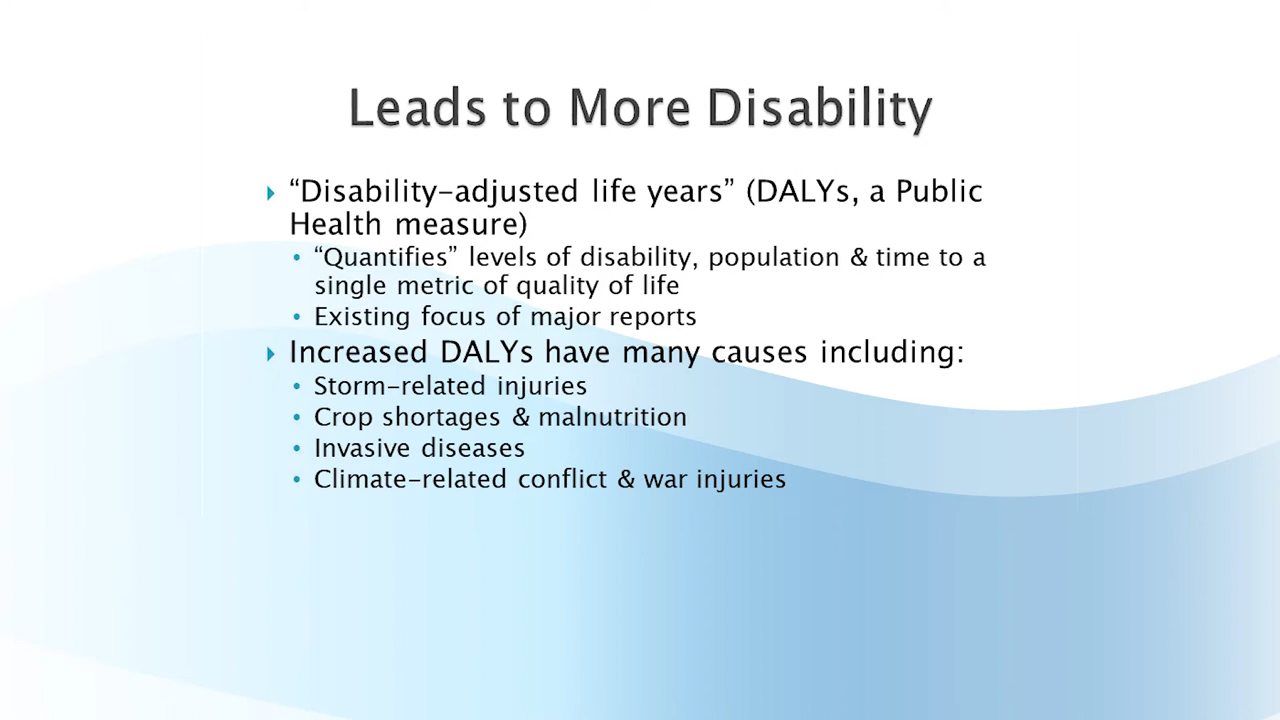 Leads to More Disability
“Disability-adjusted life years” (DALYs, a Public
Health measure)
“Quantifies” levels of disability, population & time to a
single metric of quality of life
Existing focus of major reports
Increased DALYs have many causes including:
Storm-related injuries
Crop shortages & malnutrition
Invasive diseases
Climate-related conflict & war injuries